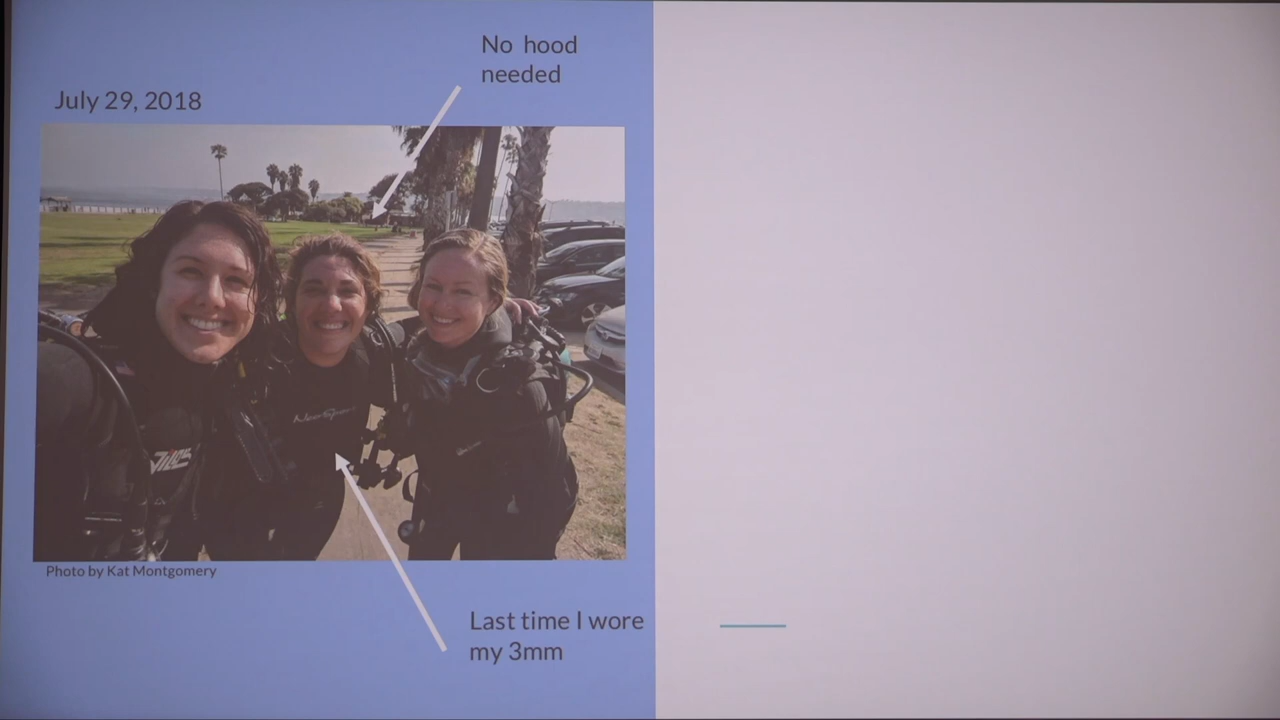 No hood
needed
July 29, 2018
Photo by Kat Montgomery
Last time I wore
my 3mm